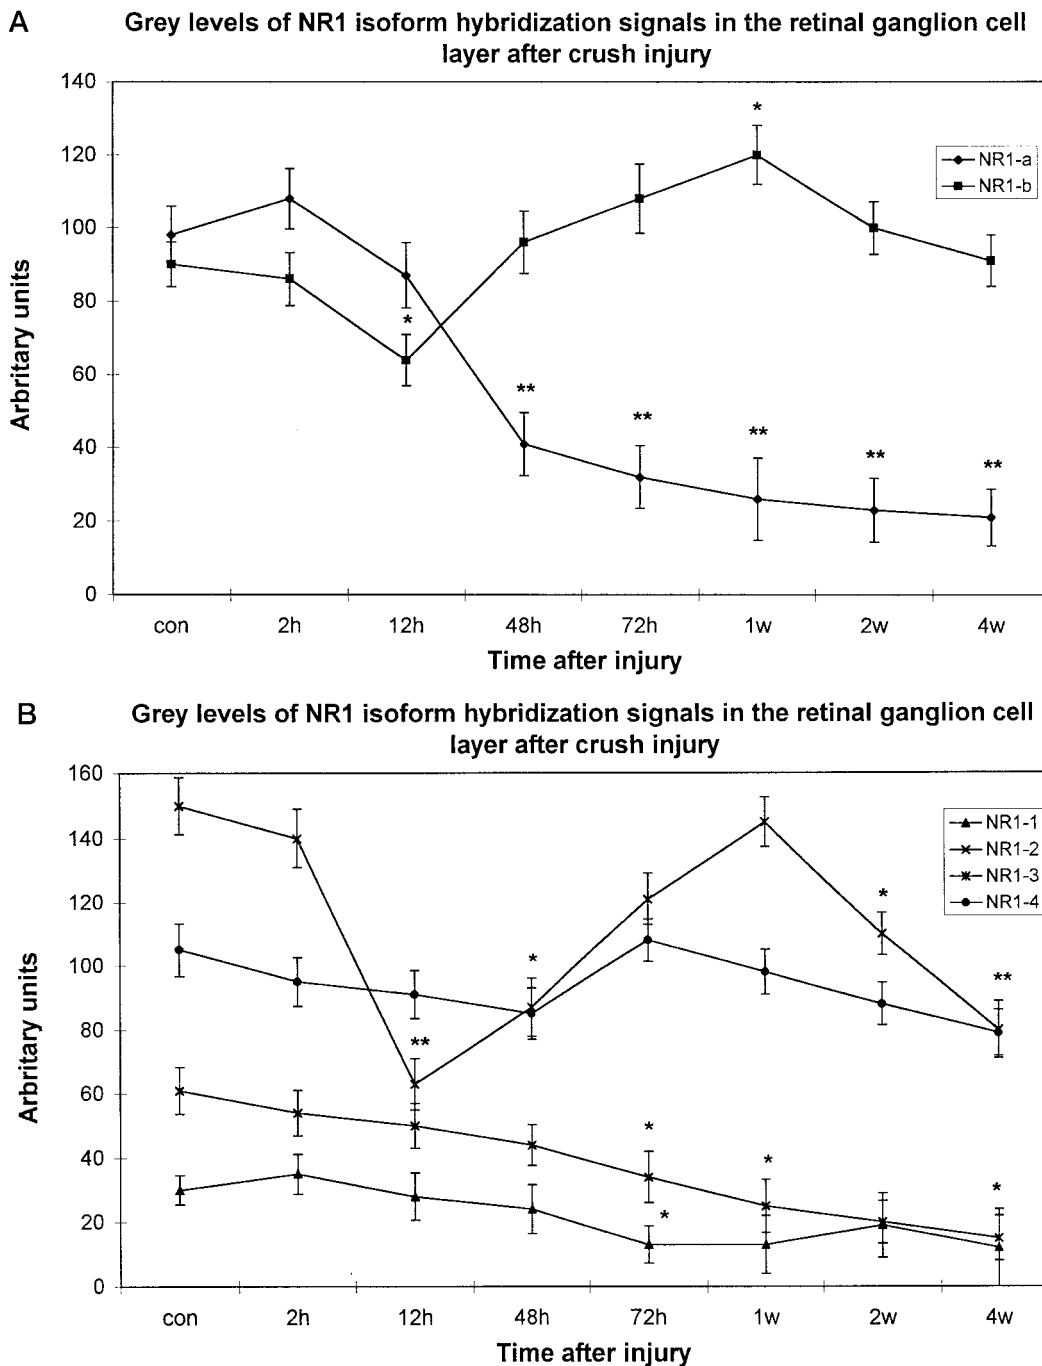 A
Grey levels of NR1 isoform hybridization signals in the retinal ganglion cell
layer after crush injury
140
120
100
80
60
40
20
0
Arbritary units
*
*
**
**
**
**
**
NR1-a
NR1-b
con 2h 12h 48h 72h 1w 2w 4w
Time after injury
B
Grey levels of NR1 isoform hybridization signals in the retinal ganglion cell
layer after crush injury
160
140
120
100
80
60
40
20
0
Arbritary units
*
*
**
**
*
*
*
*
NR1-1
NR1-2
NR1-3
NR1-4
con 2h 12h 48h 72h 1w 2w 4w
Time after injury